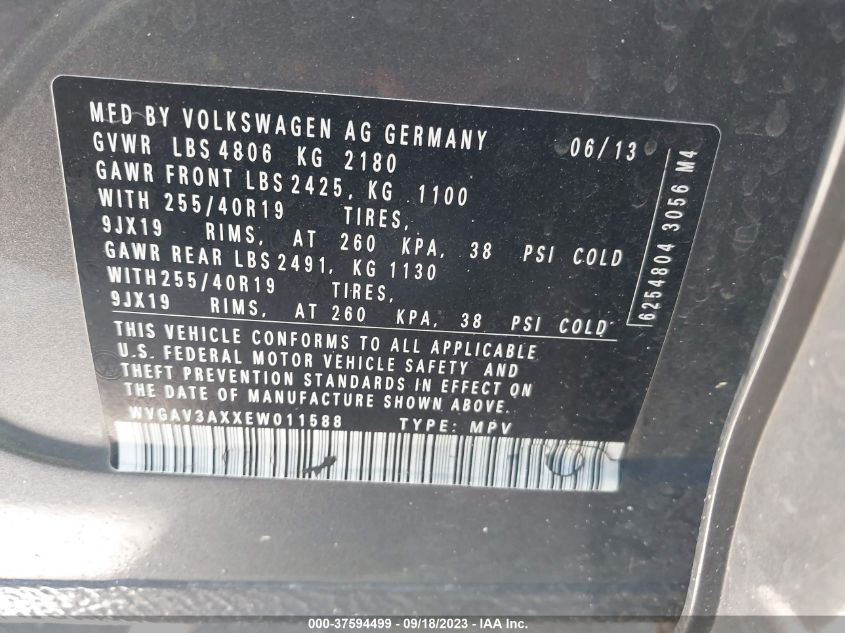 MFD BY VOLKSWAGEN AG GERMANY 06/13
GVWR LBS 4806 KG 2180
GAWR FRONT LBS 2425, KG 1100
WITH 255/40R19 TIRES,
9JX19 RIMS, AT 260 KPA, 38 PSI COLD
GAWR REAR LBS 2491, KG 1130
WITH 255/40R19 TIRES,
9JX19 RIMS, AT 260 KPA, 38 PSI COLD
THIS VEHICLE CONFORMS TO ALL APPLICABLE
U.S. FEDERAL MOTOR VEHICLE SAFETY AND
THEFT PREVENTION STANDARDS IN EFFECT ON
THE DATE OF MANUFACTURE SHOWN ABOVE.
WVGAV3AXXEW011588 TYPE: MPV
6254804 3056 M4
000-37594499 - 09/18/2023 - IAA Inc.